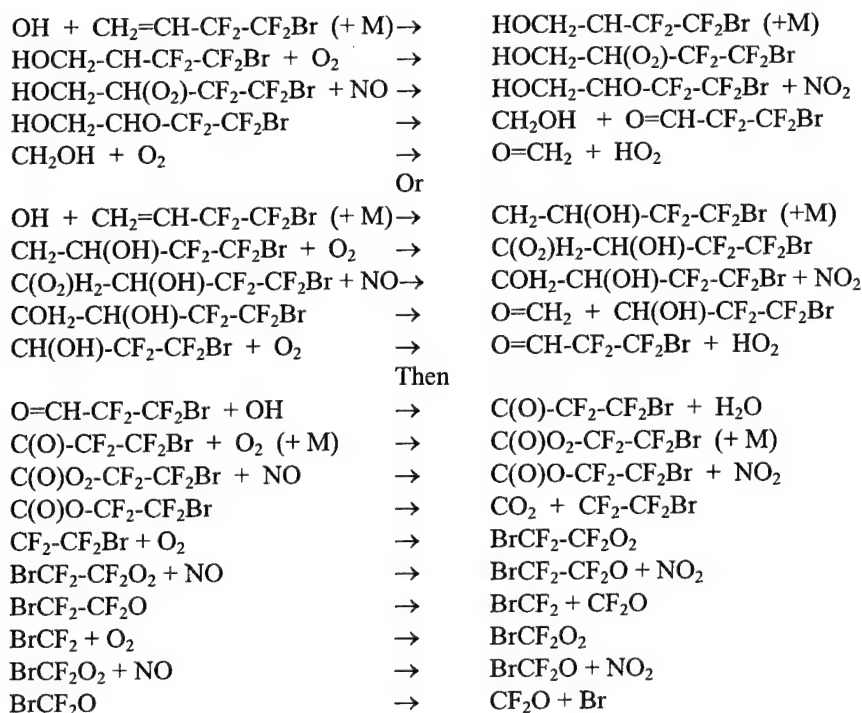 OH + CH₂=CH-CF₂-CF₂Br (+ M) → HOCH₂-CH-CF₂-CF₂Br (+M)
HOCH₂-CH-CF₂-CF₂Br + O₂ → HOCH₂-CH(O₂)-CF₂-CF₂Br
HOCH₂-CH(O₂)-CF₂-CF₂Br + NO → HOCH₂-CHO-CF₂-CF₂Br + NO₂
HOCH₂-CHO-CF₂-CF₂Br → CH₂OH + O=CH-CF₂-CF₂Br
CH₂OH + O₂ → O=CH₂ + HO₂
Or
OH + CH₂=CH-CF₂-CF₂Br (+ M) → CH₂-CH(OH)-CF₂-CF₂Br (+M)
CH₂-CH(OH)-CF₂-CF₂Br + O₂ → C(O₂)H₂-CH(OH)-CF₂-CF₂Br
C(O₂)H₂-CH(OH)-CF₂-CF₂Br + NO → COH₂-CH(OH)-CF₂-CF₂Br + NO₂
COH₂-CH(OH)-CF₂-CF₂Br → O=CH₂ + CH(OH)-CF₂-CF₂Br
CH(OH)-CF₂-CF₂Br + O₂ → O=CH-CF₂-CF₂Br + HO₂
Then
O=CH-CF₂-CF₂Br + OH → C(O)-CF₂-CF₂Br + H₂O
C(O)-CF₂-CF₂Br + O₂ (+ M) → C(O)O₂-CF₂-CF₂Br (+ M)
C(O)O₂-CF₂-CF₂Br + NO → C(O)O-CF₂-CF₂Br + NO₂
C(O)O-CF₂-CF₂Br → CO₂ + CF₂-CF₂Br
CF₂-CF₂Br + O₂ → BrCF₂-CF₂O₂
BrCF₂-CF₂O₂ + NO → BrCF₂-CF₂O + NO₂
BrCF₂-CF₂O → BrCF₂ + CF₂O
BrCF₂ + O₂ → BrCF₂O₂
BrCF₂O₂ + NO → BrCF₂O + NO₂
BrCF₂O → CF₂O + Br